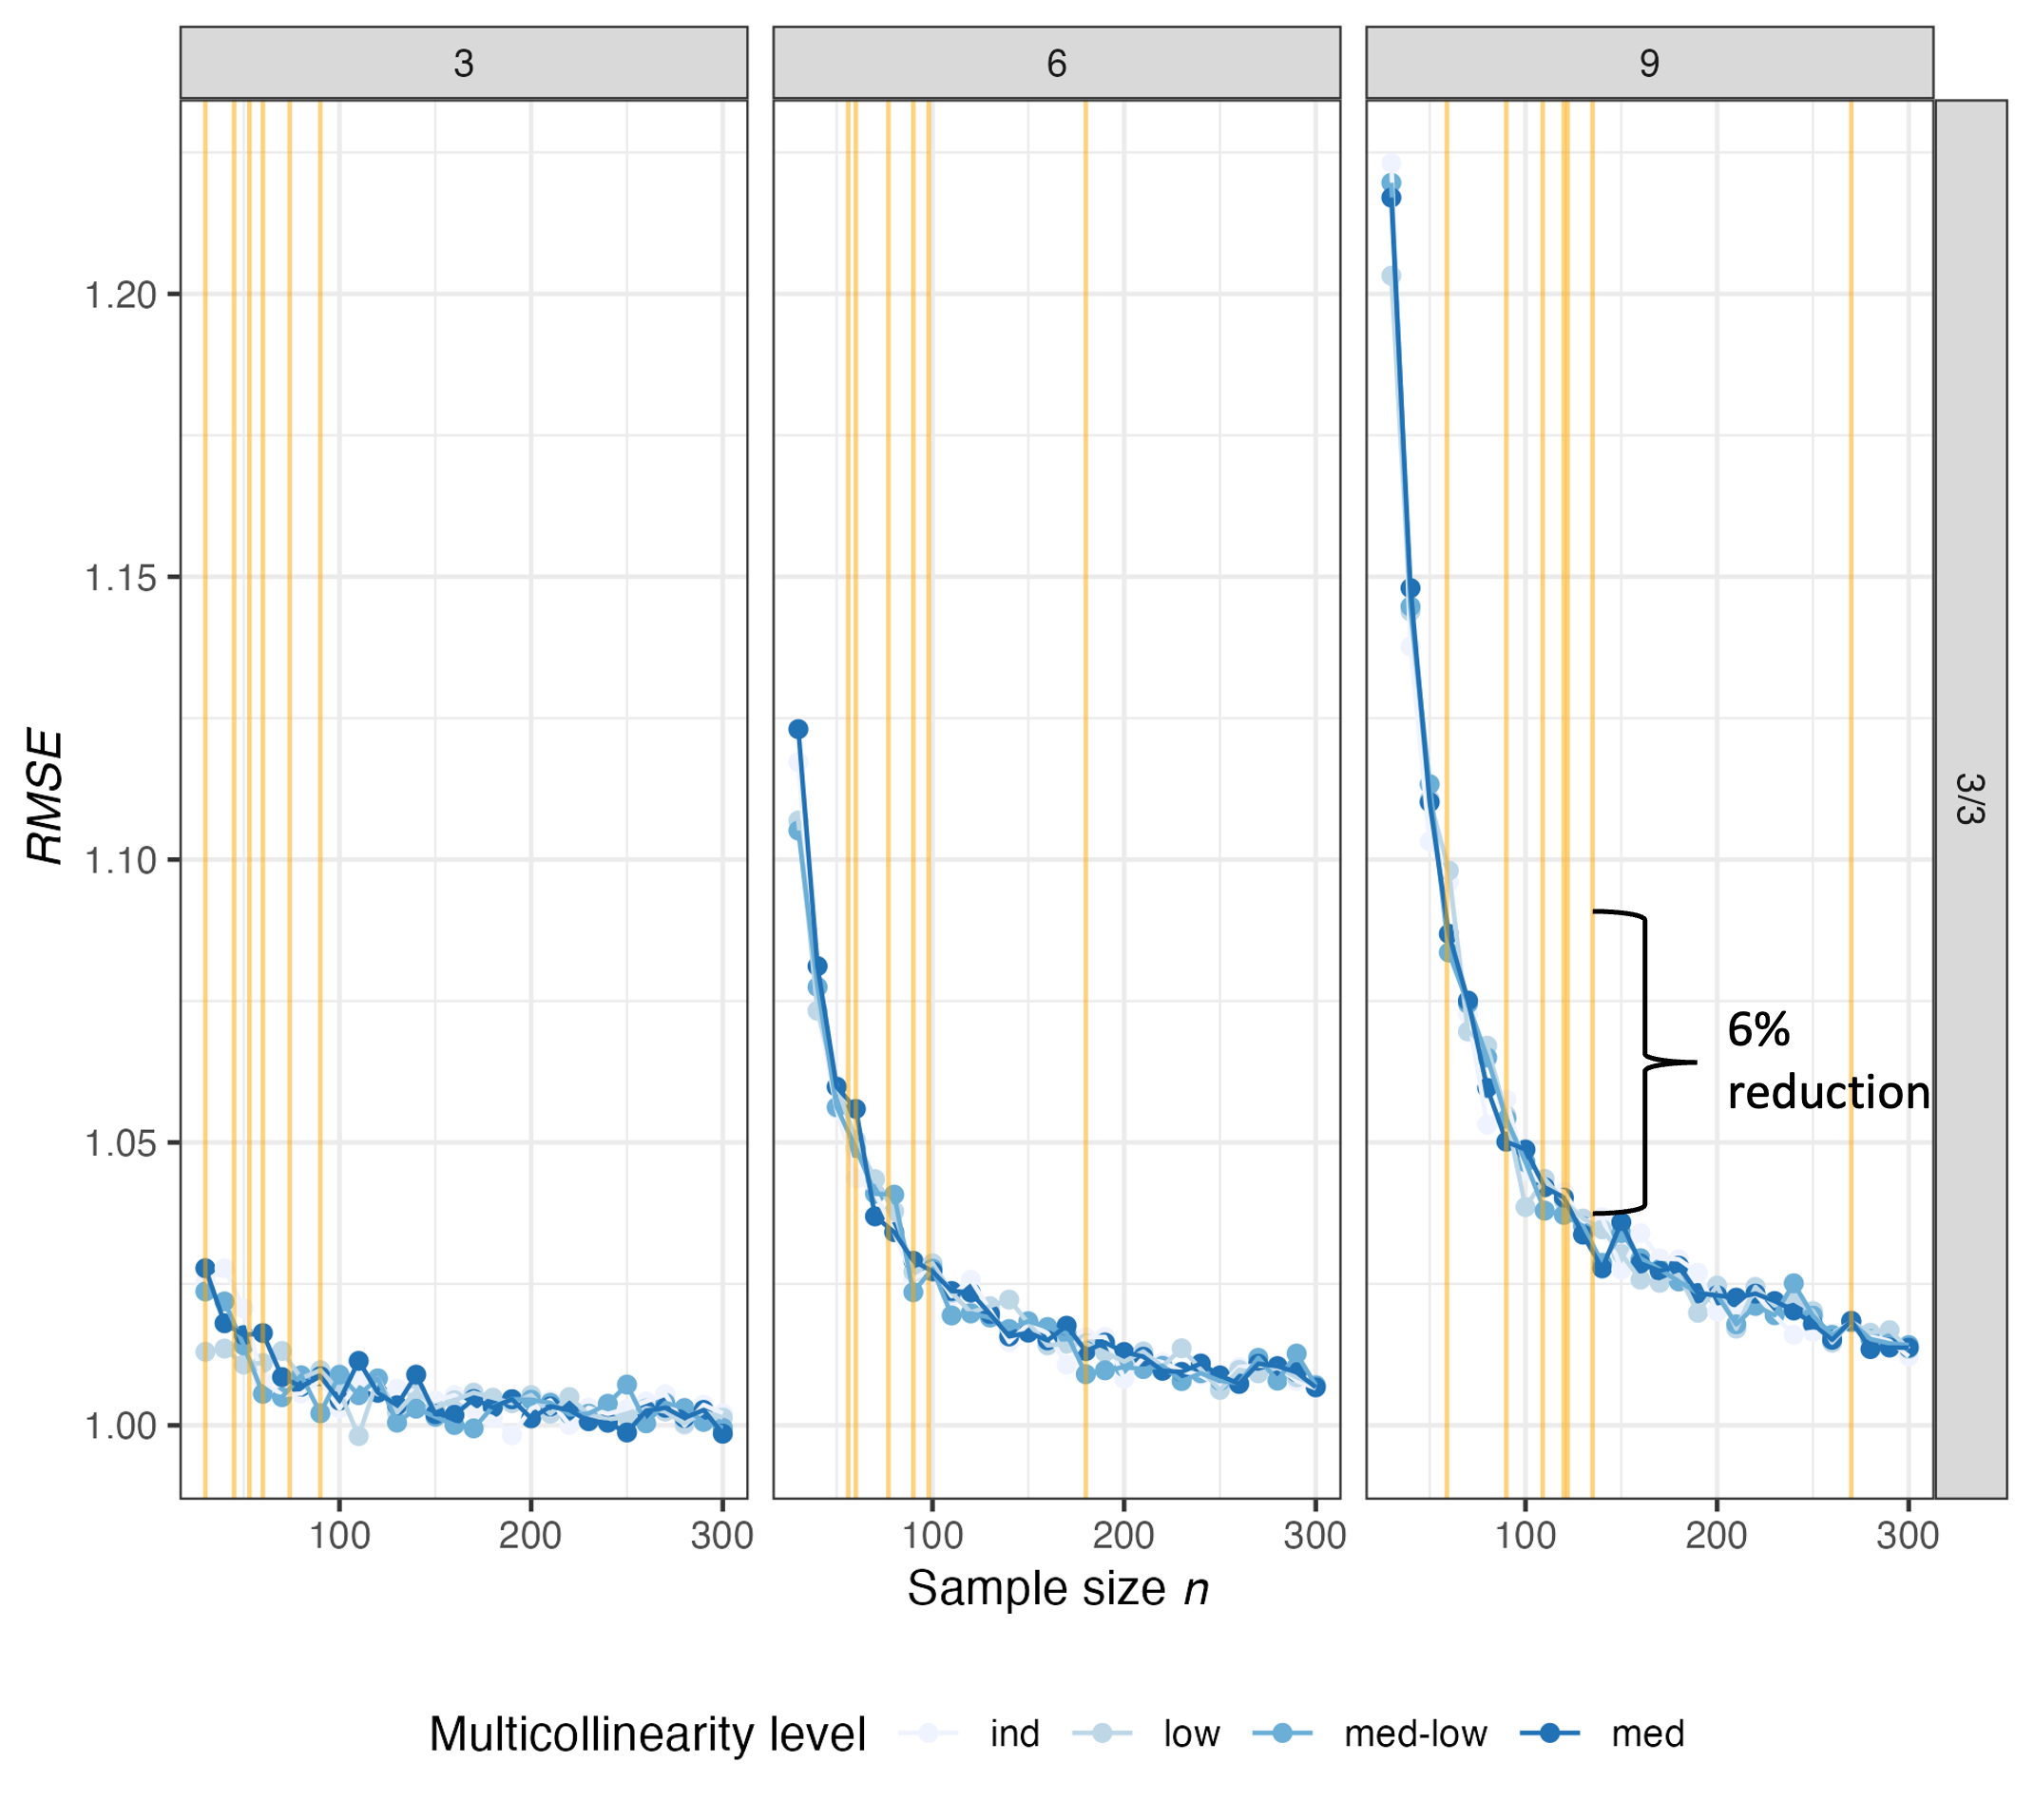 3 6 9
3/3
RMSE
1.20
1.15
1.10
1.05
1.00
6%
reduction
100 200 300 100 200 300 100 200 300
Sample size n
Multicollinearity level ind low med-low med